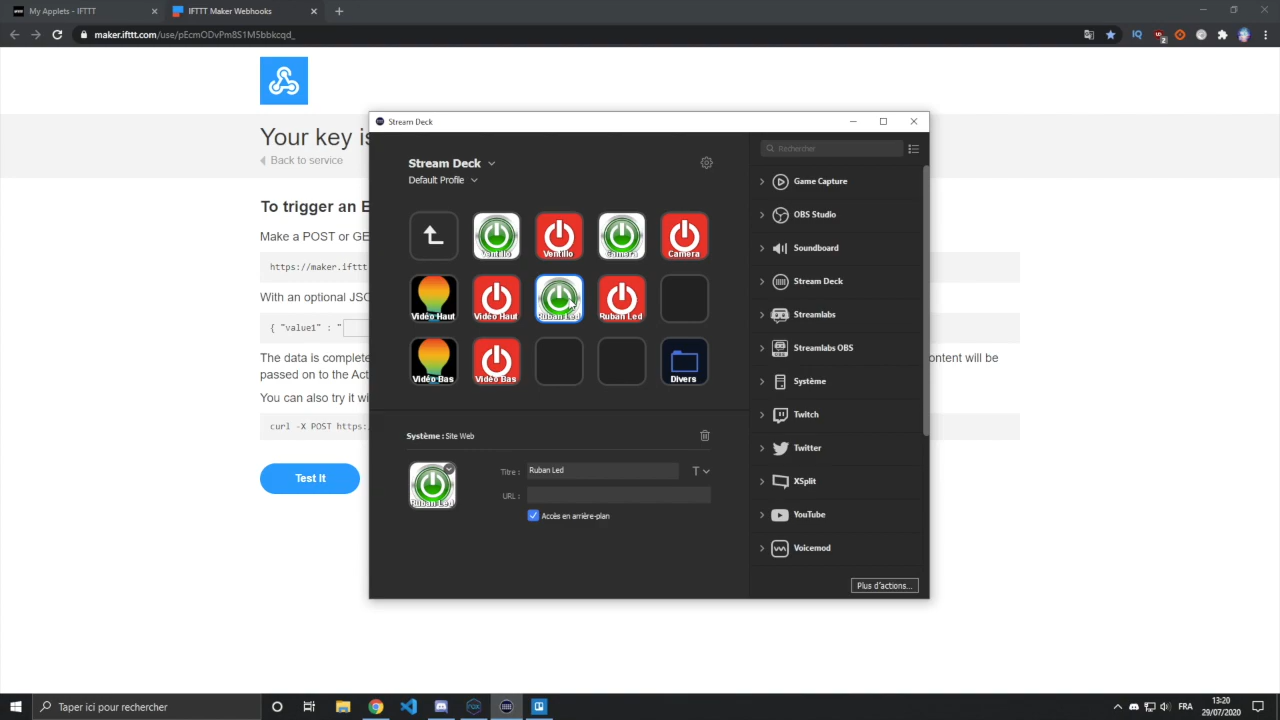 My Applets - IFTTT
IFTTT Maker Webhooks
maker.ifttt.com/use/pEcmODvPm8S1M5bbkcqd_
Your key is
Back to service
To trigger an E
Make a POST or GE
https://maker.ifttt
With an optional JSO
{ "value1" : "
The data is complete
ontent will be
passed on to the Act
You can also try it wi
curl -X POST https:/
Test It
Stream Deck
Stream Deck
Default Profile
Ventilo
Ventilo
Camera
Camera
Vidéo Haut
Vidéo Haut
Ruban Led
Ruban Led
Vidéo Bas
Vidéo Bas
Divers
Système : Site Web
Ruban Led
Titre :
Ruban Led
T
URL :
Accès en arrière-plan
Rechercher
Game Capture
OBS Studio
Soundboard
Stream Deck
Streamlabs
Streamlabs OBS
Système
Twitch
Twitter
XSplit
YouTube
Voicemod
Plus d'actions...
Taper ici pour rechercher
FRA
13:20
29/07/2020